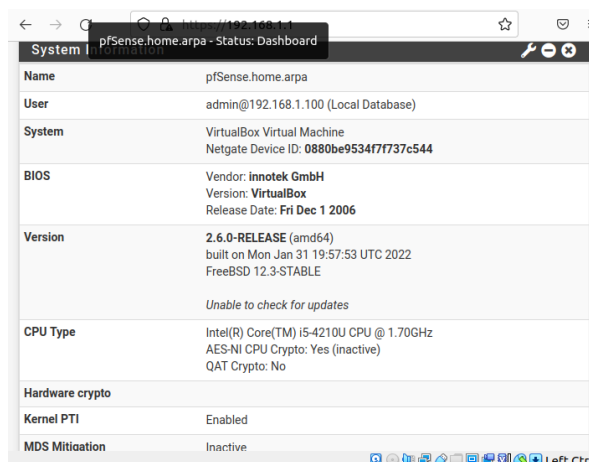 https://192.168.1.1
pfSense.home.arpa - Status: Dashboard
System Information
Name pfSense.home.arpa
User admin@192.168.1.100 (Local Database)
System VirtualBox Virtual Machine
Netgate Device ID: 0880be9534f7f737c544
BIOS Vendor: innotek GmbH
Version: VirtualBox
Release Date: Fri Dec 1 2006
Version 2.6.0-RELEASE (amd64)
built on Mon Jan 31 19:57:53 UTC 2022
FreeBSD 12.3-STABLE
Unable to check for updates
CPU Type Intel(R) Core(TM) i5-4210U CPU @ 1.70GHz
AES-NI CPU Crypto: Yes (inactive)
QAT Crypto: No
Hardware crypto
Kernel PTI Enabled
MDS Mitigation Inactive
Left Ctr